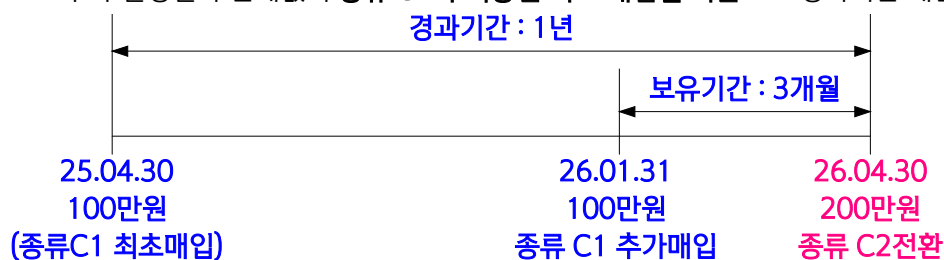 경과기간 : 1년
보유기간 : 3개월
25.04.30 26.01.31 26.04.30
100만원 100만원 200만원
(종류C1 최초매입) 종류 C1 추가매입 종류 C2전환